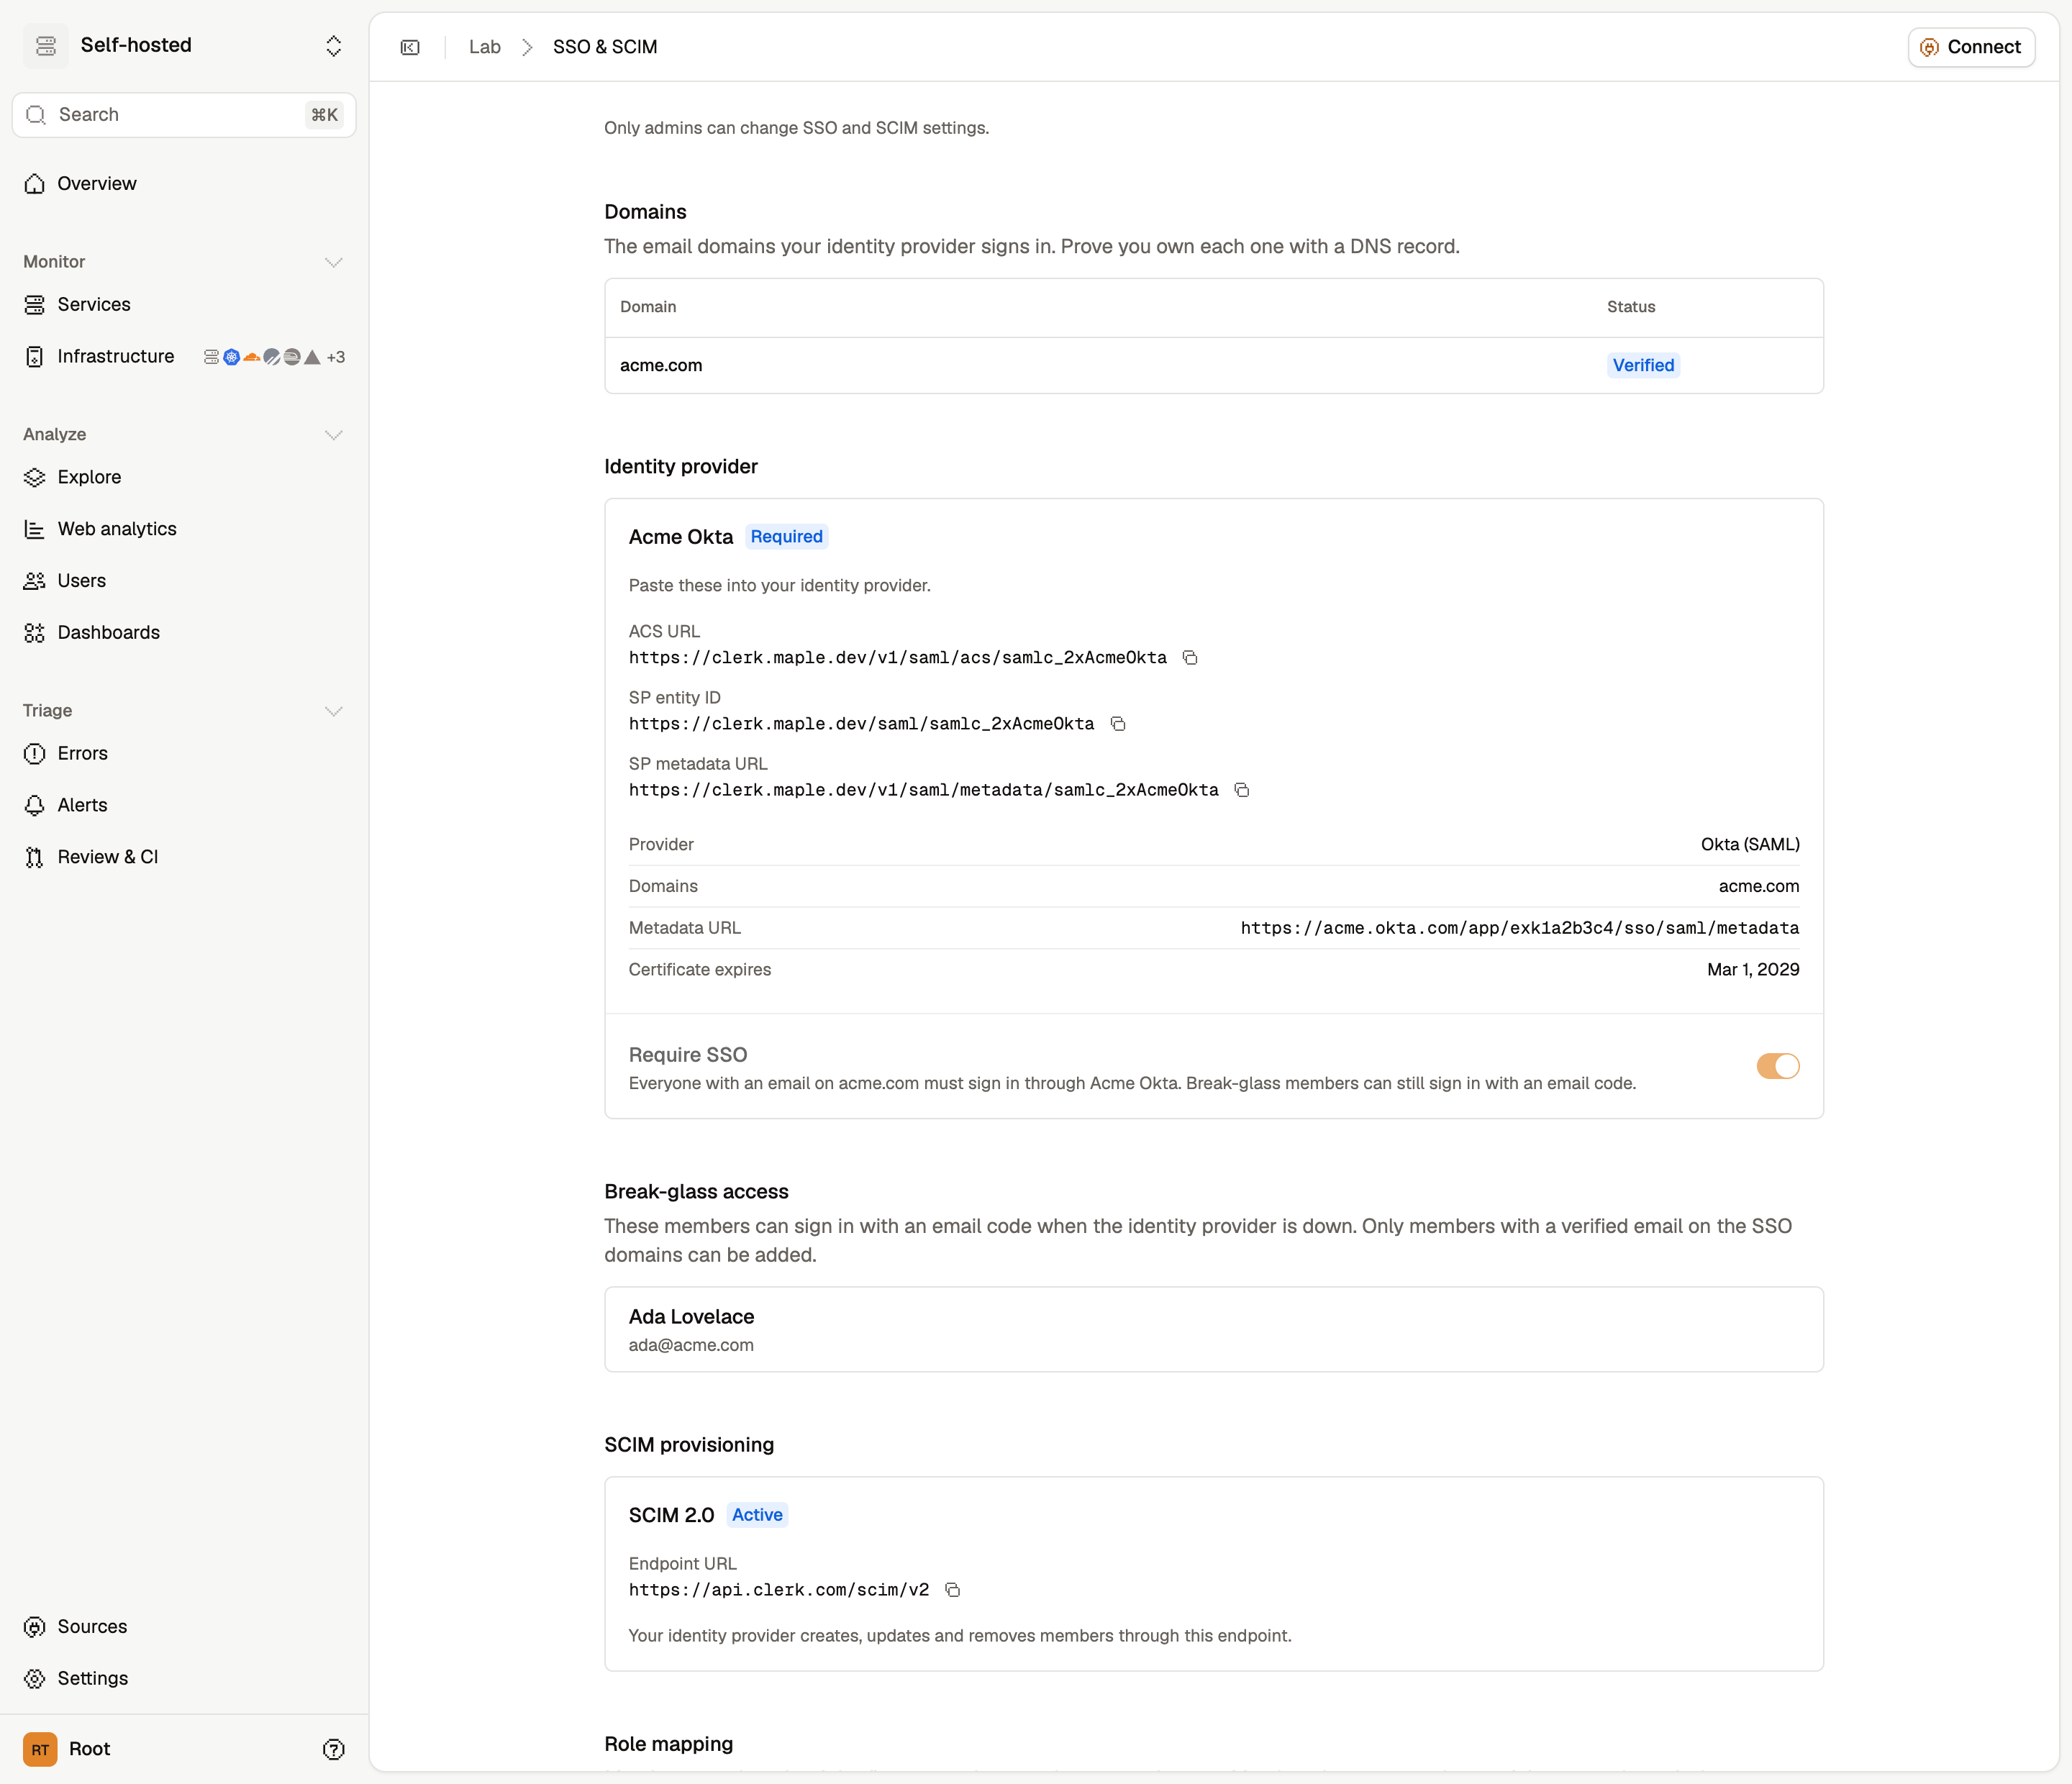 Self-hosted
Search
⌘K
Overview
Monitor
Services
Infrastructure
+3
Analyze
Explore
Web analytics
Users
Dashboards
Triage
Errors
Alerts
Review & CI
Sources
Settings
RT
Root
Lab
SSO & SCIM
Connect
Only admins can change SSO and SCIM settings.
Domains
The email domains your identity provider signs in. Prove you own each one with a DNS record.
Domain
Status
acme.com
Verified
Identity provider
Acme Okta
Required
Paste these into your identity provider.
ACS URL
https://clerk.maple.dev/v1/saml/acs/samlc_2xAcmeOkta
SP entity ID
https://clerk.maple.dev/saml/samlc_2xAcmeOkta
SP metadata URL
https://clerk.maple.dev/v1/saml/metadata/samlc_2xAcmeOkta
Provider
Okta (SAML)
Domains
acme.com
Metadata URL
https://acme.okta.com/app/exk1a2b3c4/sso/saml/metadata
Certificate expires
Mar 1, 2029
Require SSO
Everyone with an email on acme.com must sign in through Acme Okta. Break-glass members can still sign in with an email code.
Break-glass access
These members can sign in with an email code when the identity provider is down. Only members with a verified email on the SSO
domains can be added.
Ada Lovelace
ada@acme.com
SCIM provisioning
SCIM 2.0
Active
Endpoint URL
https://api.clerk.com/scim/v2
Your identity provider creates, updates and removes members through this endpoint.
Role mapping